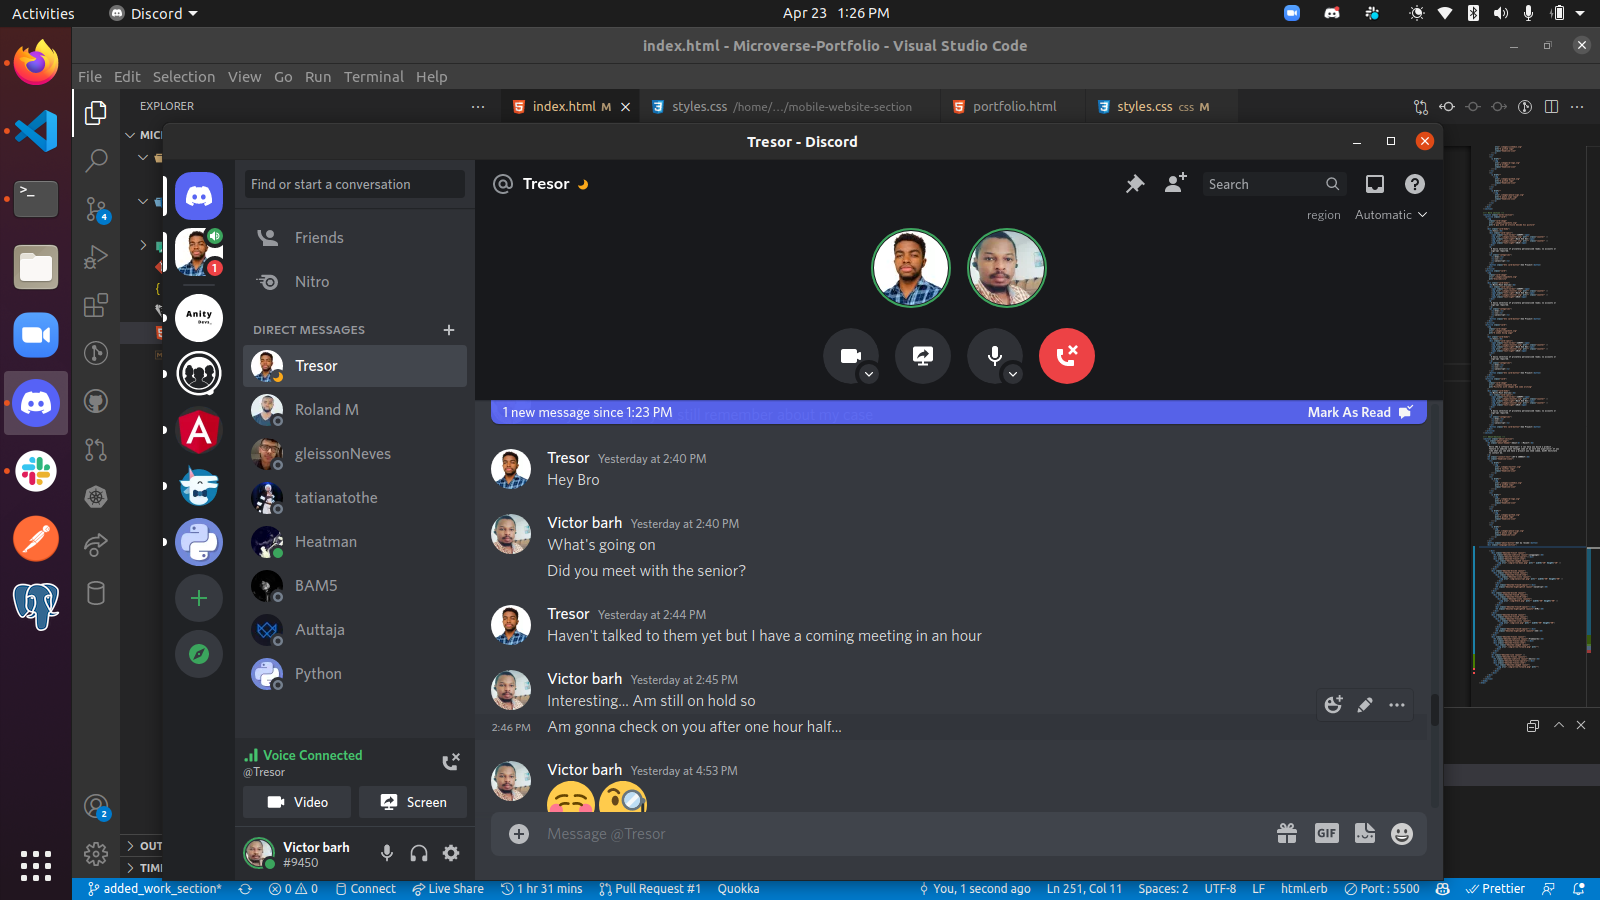 Activities
Discord
Apr 23 1:26 PM
index.html - Microverse-Portfolio - Visual Studio Code
File Edit Selection View Go Run Terminal Help
EXPLORER
index.html M
styles.css /home/.../mobile-website-section
portfolio.html
styles.css css M
MIC
Tresor - Discord
Find or start a conversation
Tresor
Search
region Automatic
Friends
Nitro
DIRECT MESSAGES
Tresor
Roland M
gleissonNeves
tatianatothe
Heatman
BAM5
Auttaja
Python
Anity
Devs_
1
4
2
1 new message since 1:23 PM
Mark As Read
Tresor Yesterday at 2:40 PM
Hey Bro
Victor barh Yesterday at 2:40 PM
What's going on
Did you meet with the senior?
Tresor Yesterday at 2:44 PM
Haven't talked to them yet but I have a coming meeting in an hour
Victor barh Yesterday at 2:45 PM
Interesting... Am still on hold so
2:46 PM Am gonna check on you after one hour half...
Victor barh Yesterday at 4:53 PM
Message @Tresor
GIF
Voice Connected
@Tresor
Video
Screen
Victor barh
#9450
OUT
TIME
added_work_section*
0 0
Connect
Live Share
1 hr 31 mins
Pull Request #1
Quokka
You, 1 second ago
Ln 251, Col 11
Spaces: 2
UTF-8
LF
html.erb
Port : 5500
Prettier